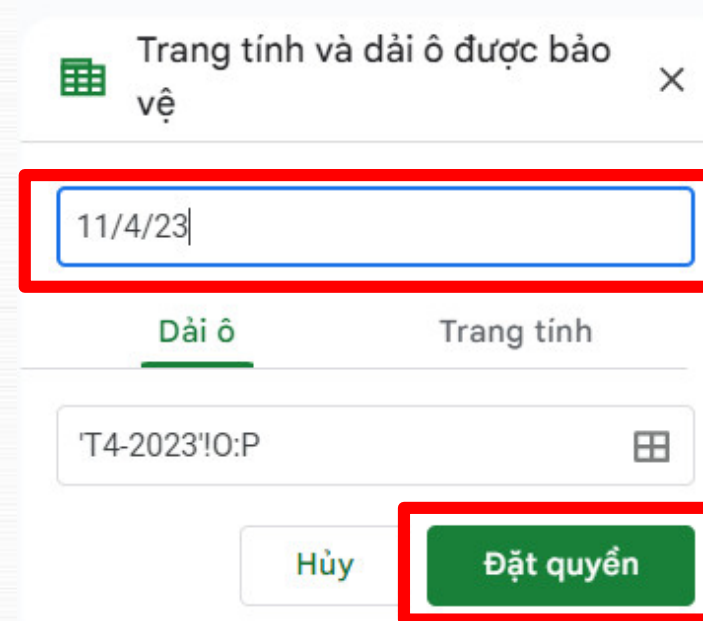 Trang tính và dải ô được bảo
vệ
11/4/23
Dải ô
Trang tính
'T4-2023'!O:P
Hủy
Đặt quyền